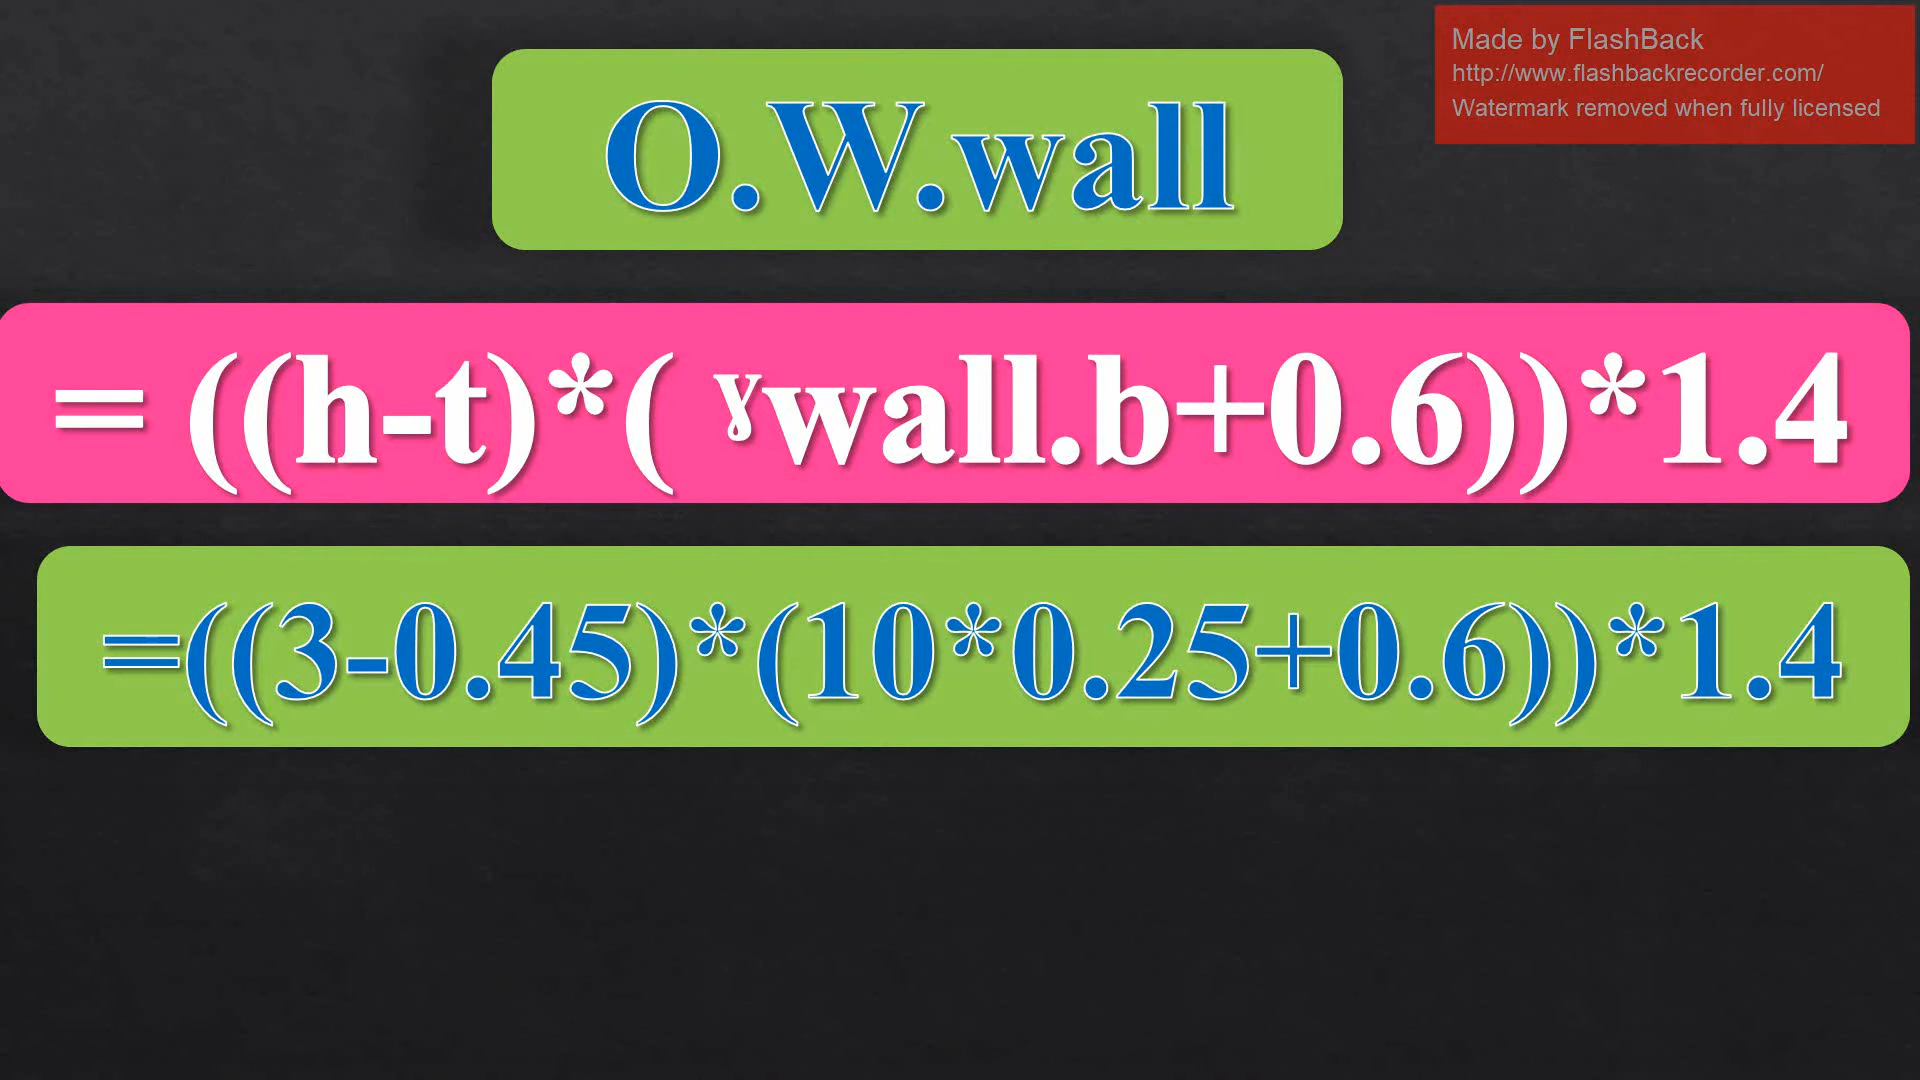 Made by FlashBack
http://www.flashbackrecorder.com/
Watermark removed when fully licensed
O.W.wall
= ((h-t)*( ɤwall.b+0.6))*1.4
=((3-0.45)*(10*0.25+0.6))*1.4